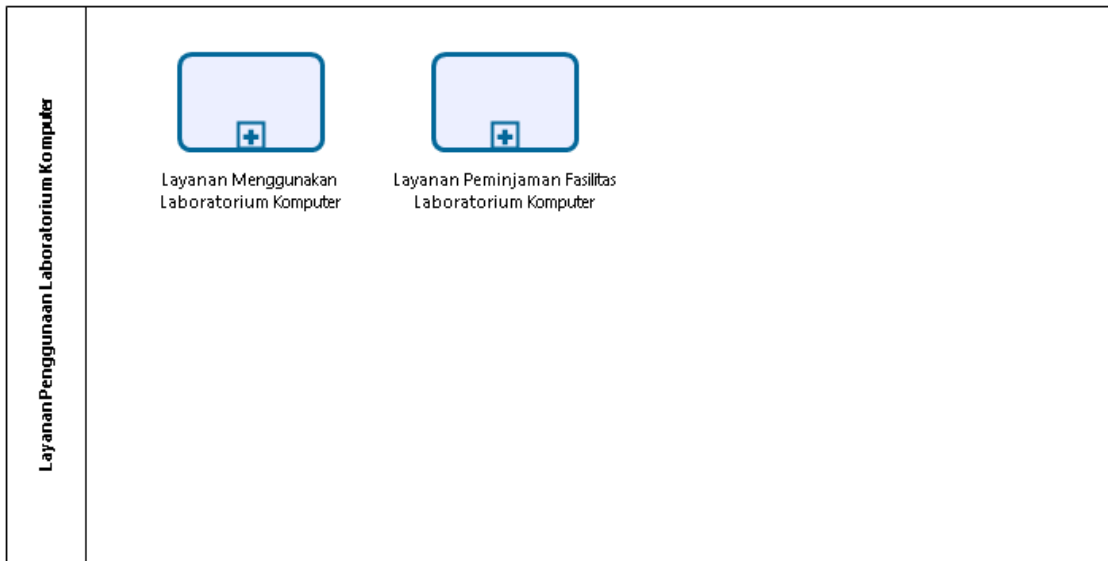 Layanan Penggunaan Laboratorium Komputer
Layanan Menggunakan
Laboratorium Komputer
Layanan Peminjaman Fasilitas
Laboratorium Komputer